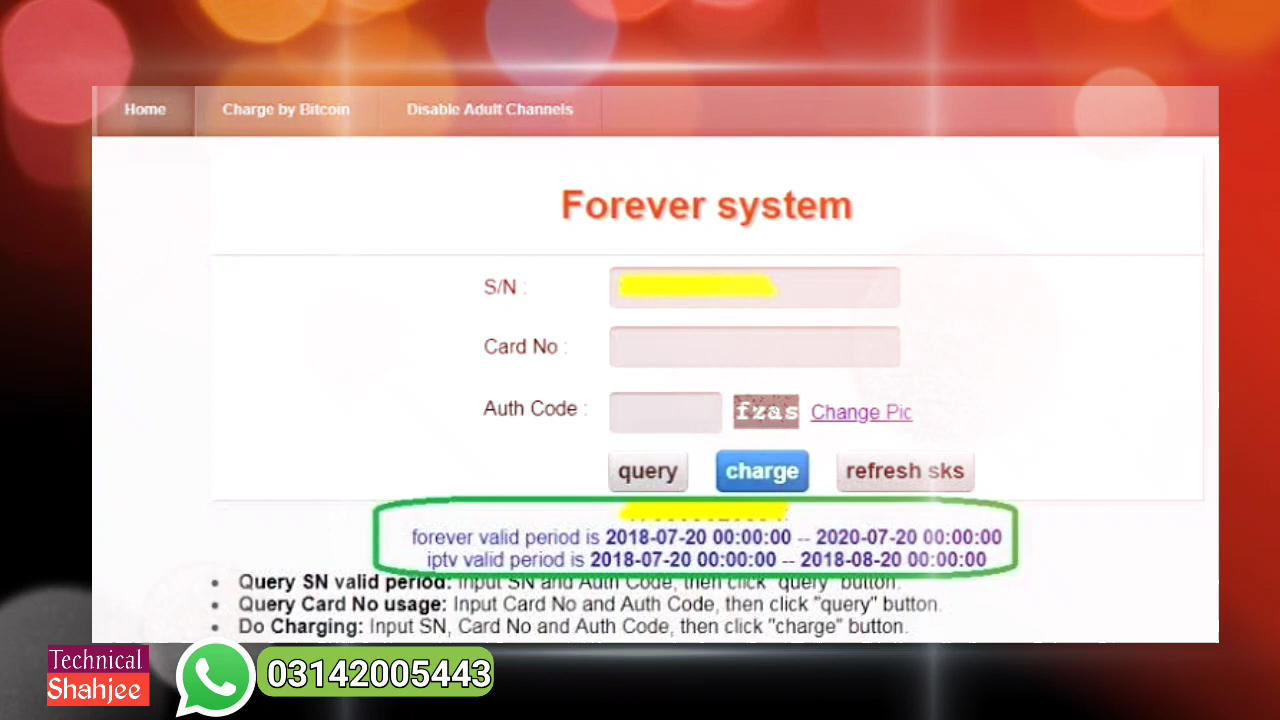 Home Charge by Bitcoin Disable Adult Channels
Forever system
S/N :
Card No :
Auth Code : fzas Change Pic
query charge refresh sks
forever valid period is 2018-07-20 00:00:00 -- 2020-07-20 00:00:00
iptv valid period is 2018-07-20 00:00:00 -- 2018-08-20 00:00:00
• Query SN valid period: Input SN and Auth Code, then click "query" button.
• Query Card No usage: Input Card No and Auth Code, then click "query" button.
• Do Charging: Input SN, Card No and Auth Code, then click "charge" button.
Technical
Shahjee
03142005443